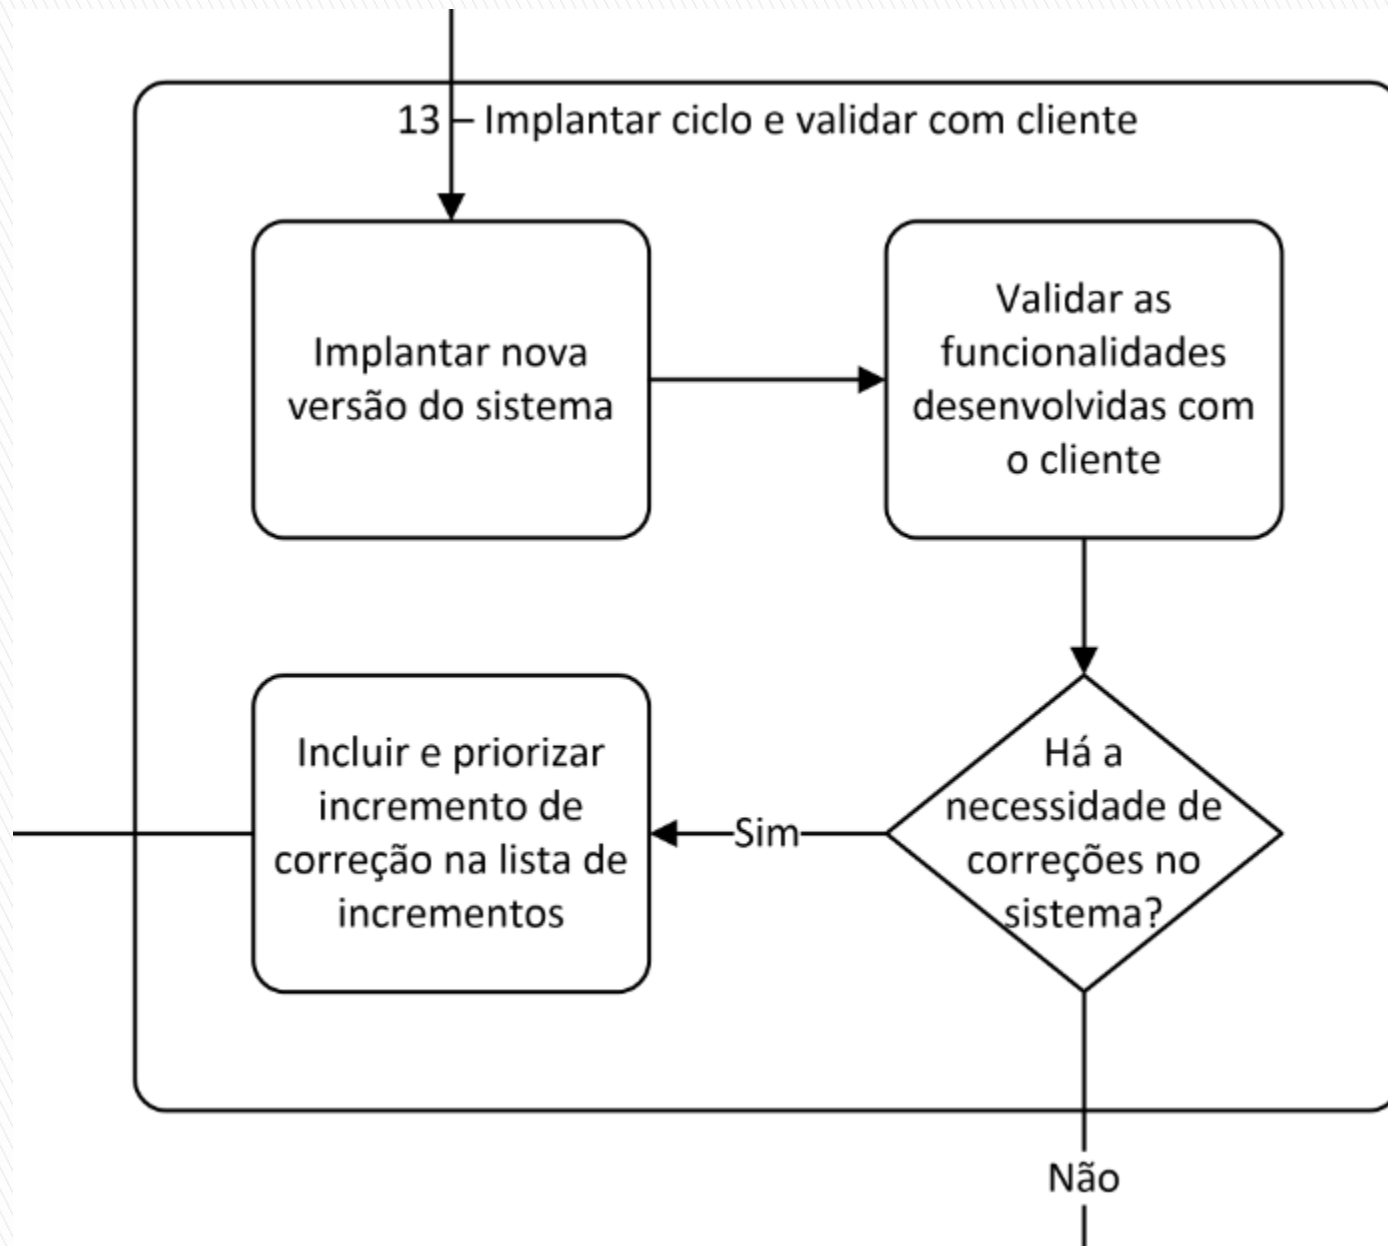 13 – Implantar ciclo e validar com cliente
Implantar nova
versão do sistema
Validar as
funcionalidades
desenvolvidas com
o cliente
Há a
necessidade de
correções no
sistema?
Sim
Incluir e priorizar
incremento de
correção na lista de
incrementos
Não